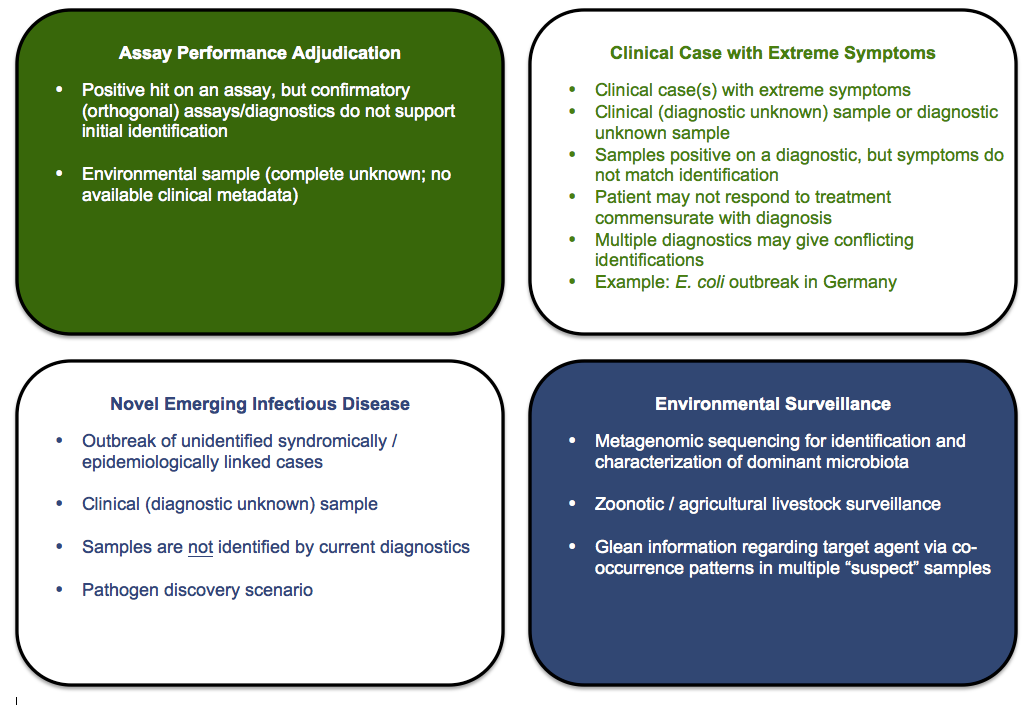 Assay Performance Adjudication
• Positive hit on an assay, but confirmatory
(orthogonal) assays/diagnostics do not support
initial identification
• Environmental sample (complete unknown; no
available clinical metadata)
Clinical Case with Extreme Symptoms
• Clinical case(s) with extreme symptoms
• Clinical (diagnostic unknown) sample or diagnostic
unknown sample
• Samples positive on a diagnostic, but symptoms do
not match identification
• Patient may not respond to treatment
commensurate with diagnosis
• Multiple diagnostics may give conflicting
identifications
• Example: E. coli outbreak in Germany
Novel Emerging Infectious Disease
• Outbreak of unidentified syndromically /
epidemiologically linked cases
• Clinical (diagnostic unknown) sample
• Samples are not identified by current diagnostics
• Pathogen discovery scenario
Environmental Surveillance
• Metagenomic sequencing for identification and
characterization of dominant microbiota
• Zoonotic / agricultural livestock surveillance
• Glean information regarding target agent via co-
occurrence patterns in multiple “suspect” samples